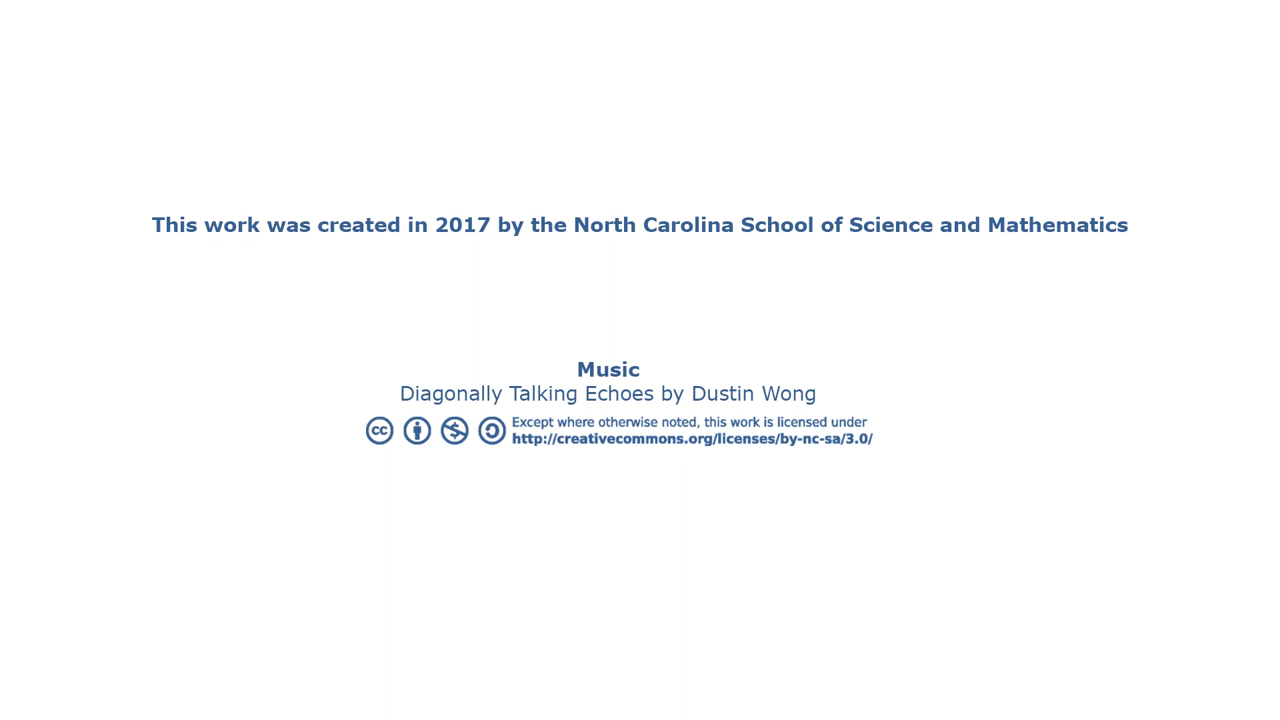 This work was created in 2017 by the North Carolina School of Science and Mathematics
Music
Diagonally Talking Echoes by Dustin Wong
cc Except where otherwise noted, this work is licensed under
http://creativecommons.org/licenses/by-nc-sa/3.0/